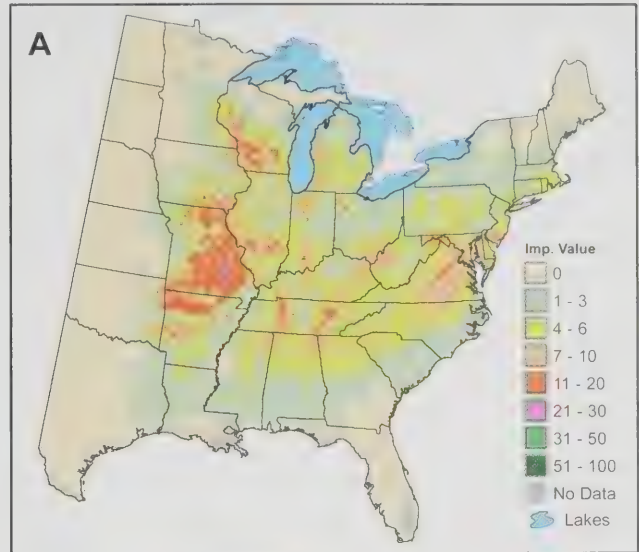 A
Imp. Value
0
1 - 3
4 - 6
7 - 10
11 - 20
21 - 30
31 - 50
51 - 100
No Data
Lakes